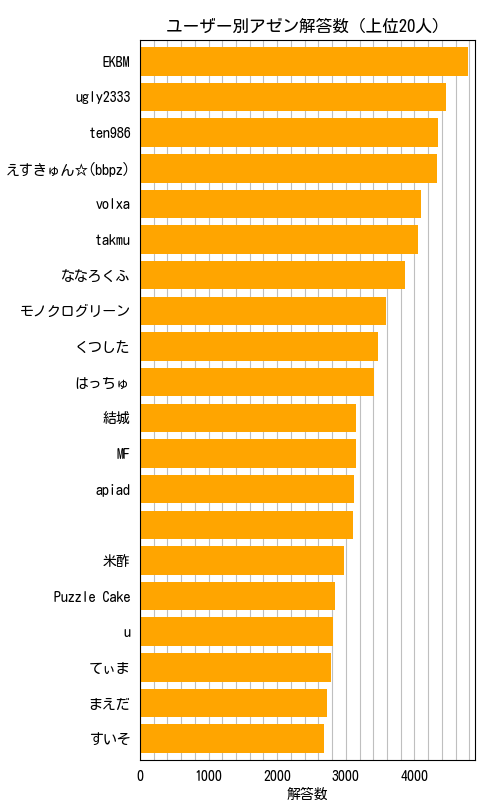 ユーザー別アゼン解答数 (上位20人)
EKBM
ugly2333
ten986
えすきゅん☆(bbpz)
volxa
takmu
ななろくふ
モノクログリーン
くつした
はっちゅ
結城
MF
apiad
米酢
Puzzle Cake
u
てぃま
まえだ
すいそ
0 1000 2000 3000 4000
解答数